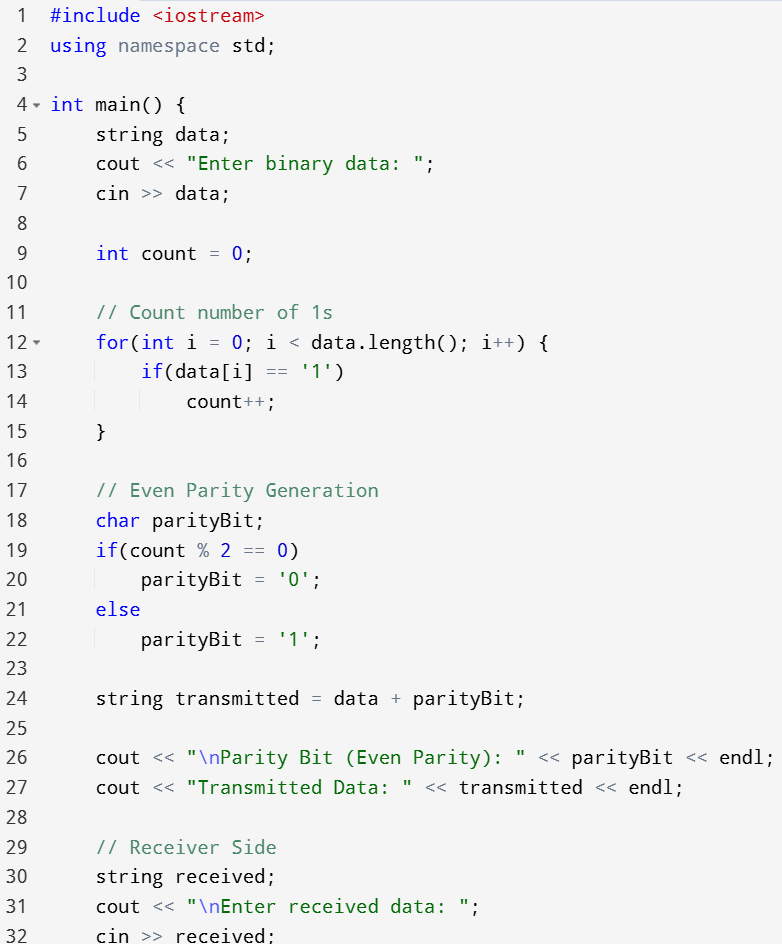 1 #include <iostream>
2 using namespace std;
3
4 int main() {
5     string data;
6     cout << "Enter binary data: ";
7     cin >> data;
8
9     int count = 0;
10
11     // Count number of 1s
12     for(int i = 0; i < data.length(); i++) {
13         if(data[i] == '1')
14             count++;
15     }
16
17     // Even Parity Generation
18     char parityBit;
19     if(count % 2 == 0)
20         parityBit = '0';
21     else
22         parityBit = '1';
23
24     string transmitted = data + parityBit;
25
26     cout << "\nParity Bit (Even Parity): " << parityBit << endl;
27     cout << "Transmitted Data: " << transmitted << endl;
28
29     // Receiver Side
30     string received;
31     cout << "\nEnter received data: ";
32     cin >> received;